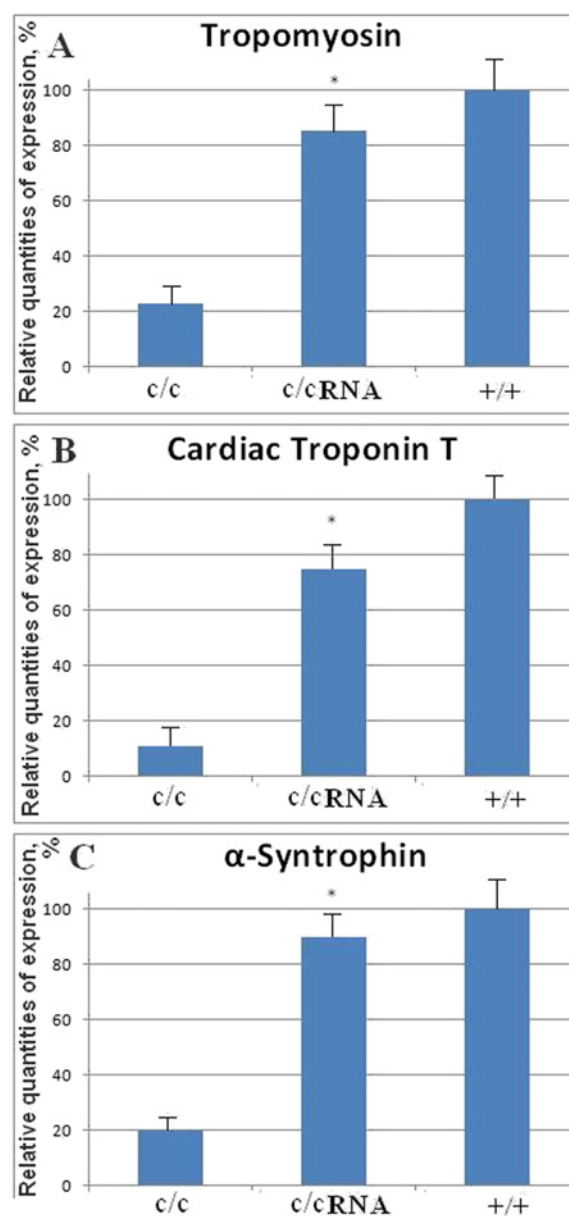 A
Tropomyosin
Relative quantities of expression, %
100
80
60
40
20
0
*
c/c
c/cRNA
+/+
B
Cardiac Troponin T
Relative quantities of expression, %
100
80
60
40
20
0
*
c/c
c/cRNA
+/+
C
α-Syntrophin
Relative quantities of expression, %
100
80
60
40
20
0
*
c/c
c/cRNA
+/+